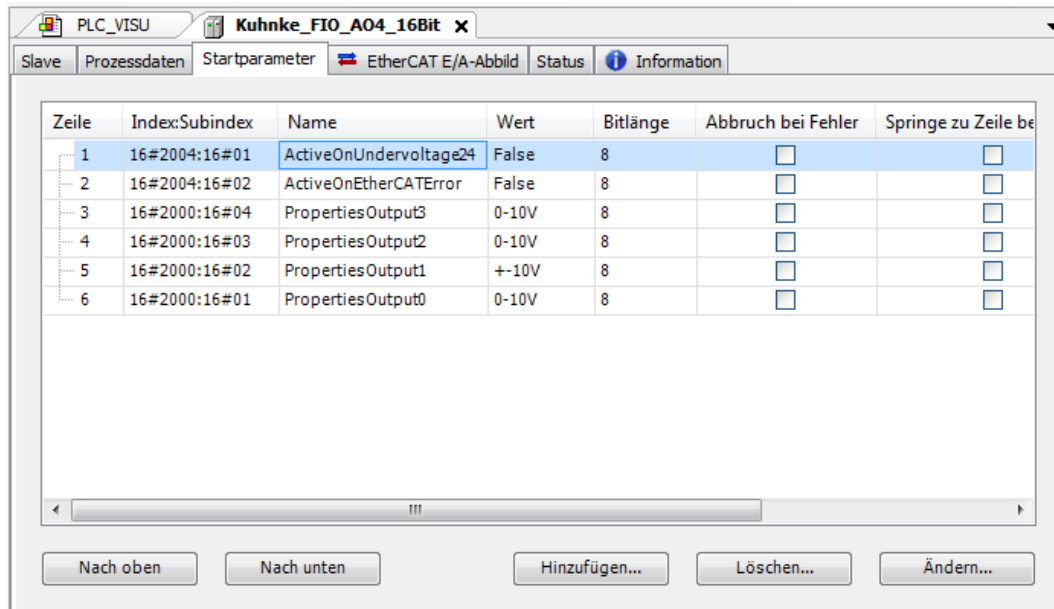 PLC_VISU Kuhnke_FIO_AO4_16Bit
Slave Prozessdaten Startparameter EtherCAT E/A-Abbild Status Information
Zeile Index:Subindex Name Wert Bitlänge Abbruch bei Fehler Springe zu Zeile be
1 16#2004:16#01 ActiveOnUndervoltage24 False 8
2 16#2004:16#02 ActiveOnEtherCATError False 8
3 16#2000:16#04 PropertiesOutput3 0-10V 8
4 16#2000:16#03 PropertiesOutput2 0-10V 8
5 16#2000:16#02 PropertiesOutput1 +-10V 8
6 16#2000:16#01 PropertiesOutput0 0-10V 8
Nach oben Nach unten Hinzufügen... Löschen... Ändern...